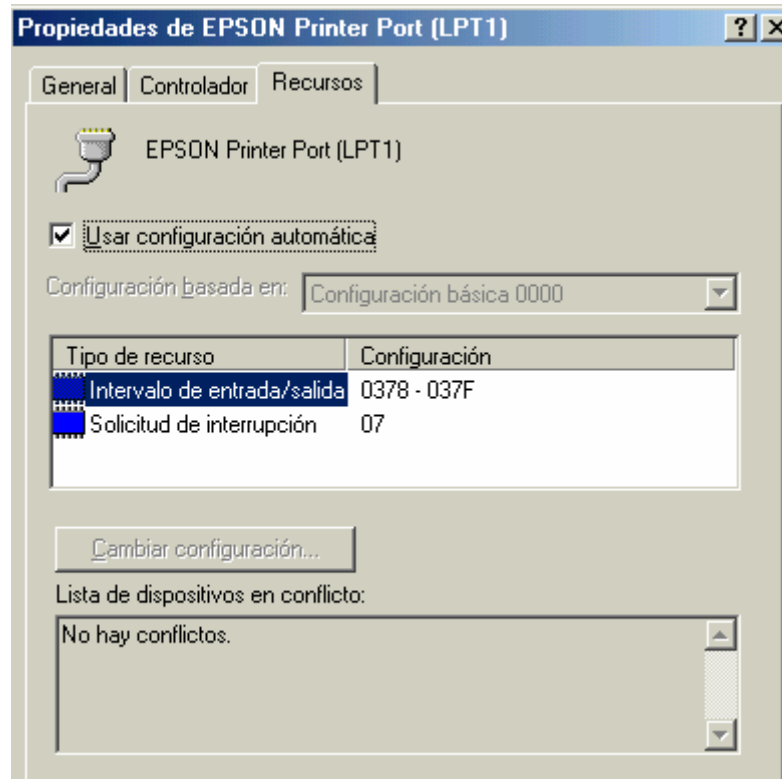 Propiedades de EPSON Printer Port (LPT1)
General Controlador Recursos
EPSON Printer Port (LPT1)
Usar configuración automática
Configuración basada en: Configuración básica 0000
Tipo de recurso Configuración
Intervalo de entrada/salida 0378 - 037F
Solicitud de interrupción 07
Cambiar configuración...
Lista de dispositivos en conflicto:
No hay conflictos.